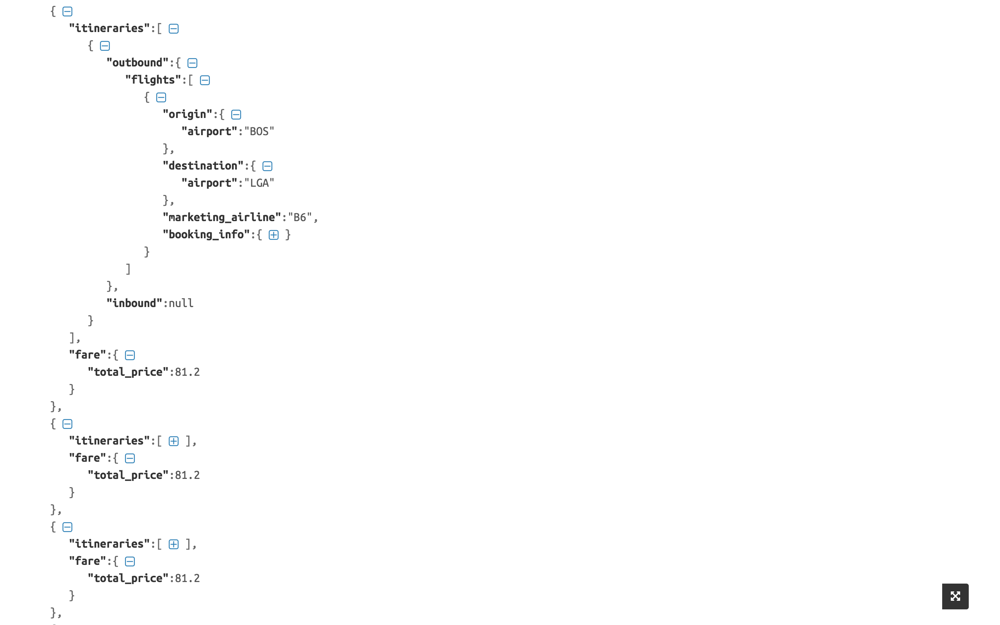 {
"itineraries":[
{
"outbound":{
"flights":[
{
"origin":{
"airport":"BOS"
},
"destination":{
"airport":"LGA"
},
"marketing_airline":"B6",
"booking_info":{ }
}
]
},
"inbound":null
}
],
"fare":{
"total_price":81.2
}
},
{
"itineraries":[ ],
"fare":{
"total_price":81.2
}
},
{
"itineraries":[ ],
"fare":{
"total_price":81.2
}
},